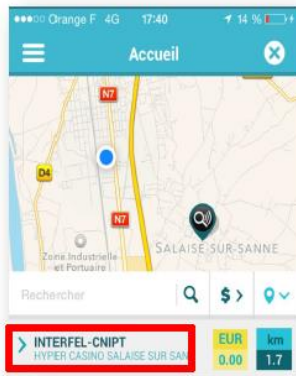 Orange F 4G 17:40 14 %
Accueil
N7
D4
N7
Zone Industrielle
et Portuaire
SALAISE-SUR-SANNE
Rechercher $ >
INTERFEL-CNIPT EUR km
HYPIER CASINO SALAISE SUR SAN 0.00 1.7